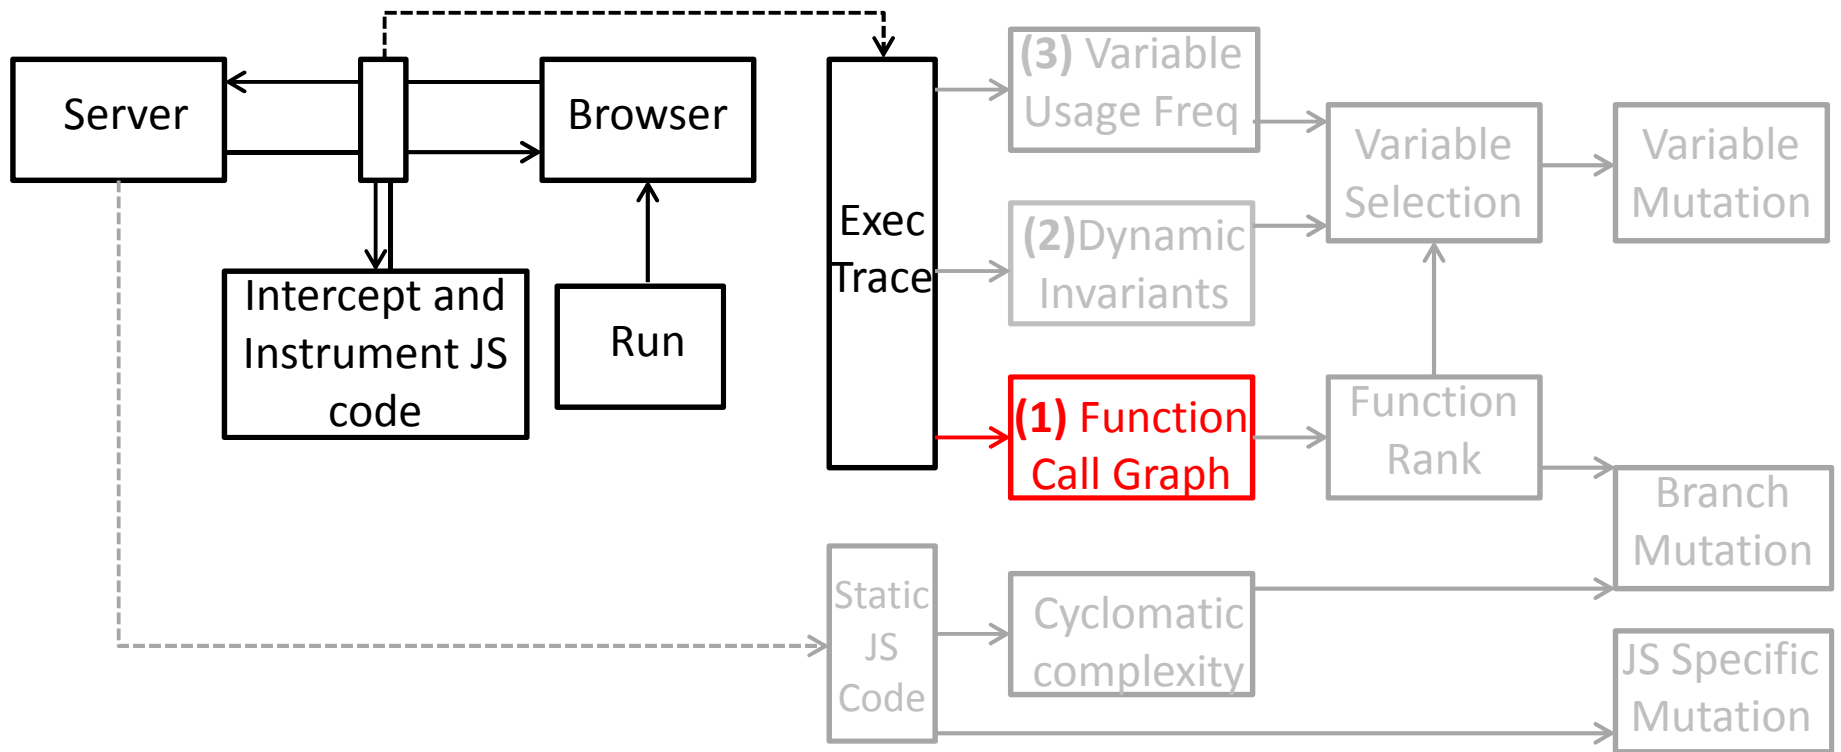 Server
Browser
Intercept and
Instrument JS
code
Run
Exec
Trace
(3) Variable
Usage Freq
(2)Dynamic
Invariants
(1) Function
Call Graph
Variable
Selection
Variable
Mutation
Function
Rank
Branch
Mutation
Static
JS
Code
Cyclomatic
complexity
JS Specific
Mutation